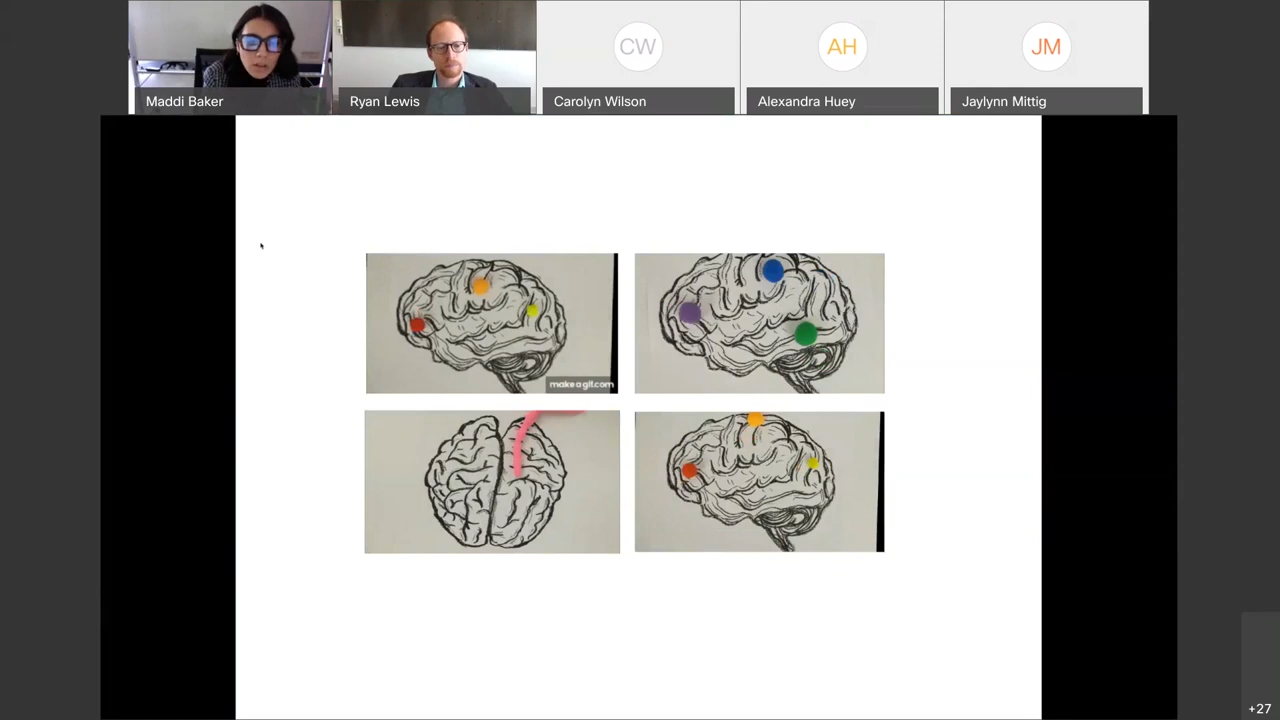 CW
AH
JM
Maddi Baker
Ryan Lewis
Carolyn Wilson
Alexandra Huey
Jaylynn Mittig
makeagif.com
+27